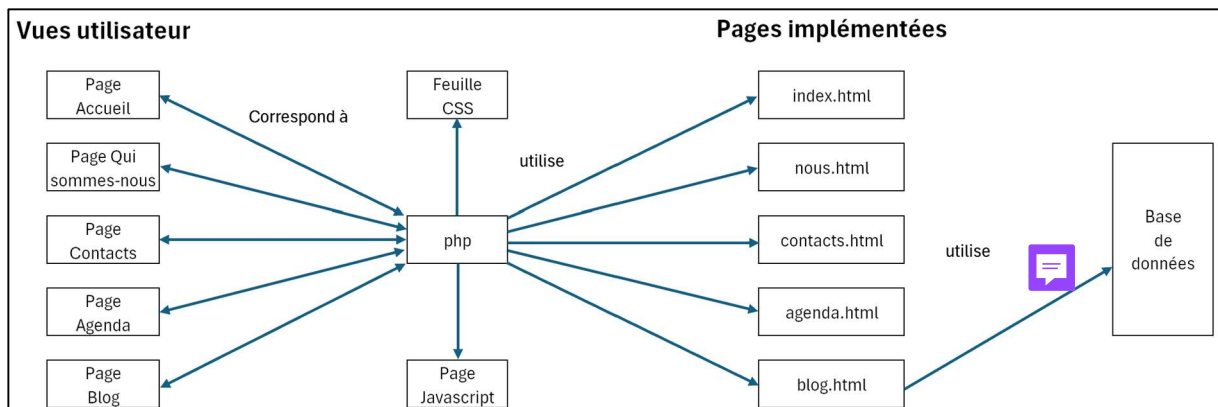 Vues utilisateur
Pages implémentées
Page
Accueil
Correspond à
Feuille
CSS
index.html
Page Qui
sommes-nous
utilise
nous.html
Page
Contacts
php
contacts.html
utilise
Base
de
données
Page
Agenda
agenda.html
Page
Blog
Page
Javascript
blog.html